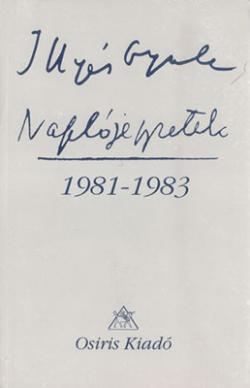 Illyés Gyula
Naplójegyzetek
1981-1983
Osiris Kiadó